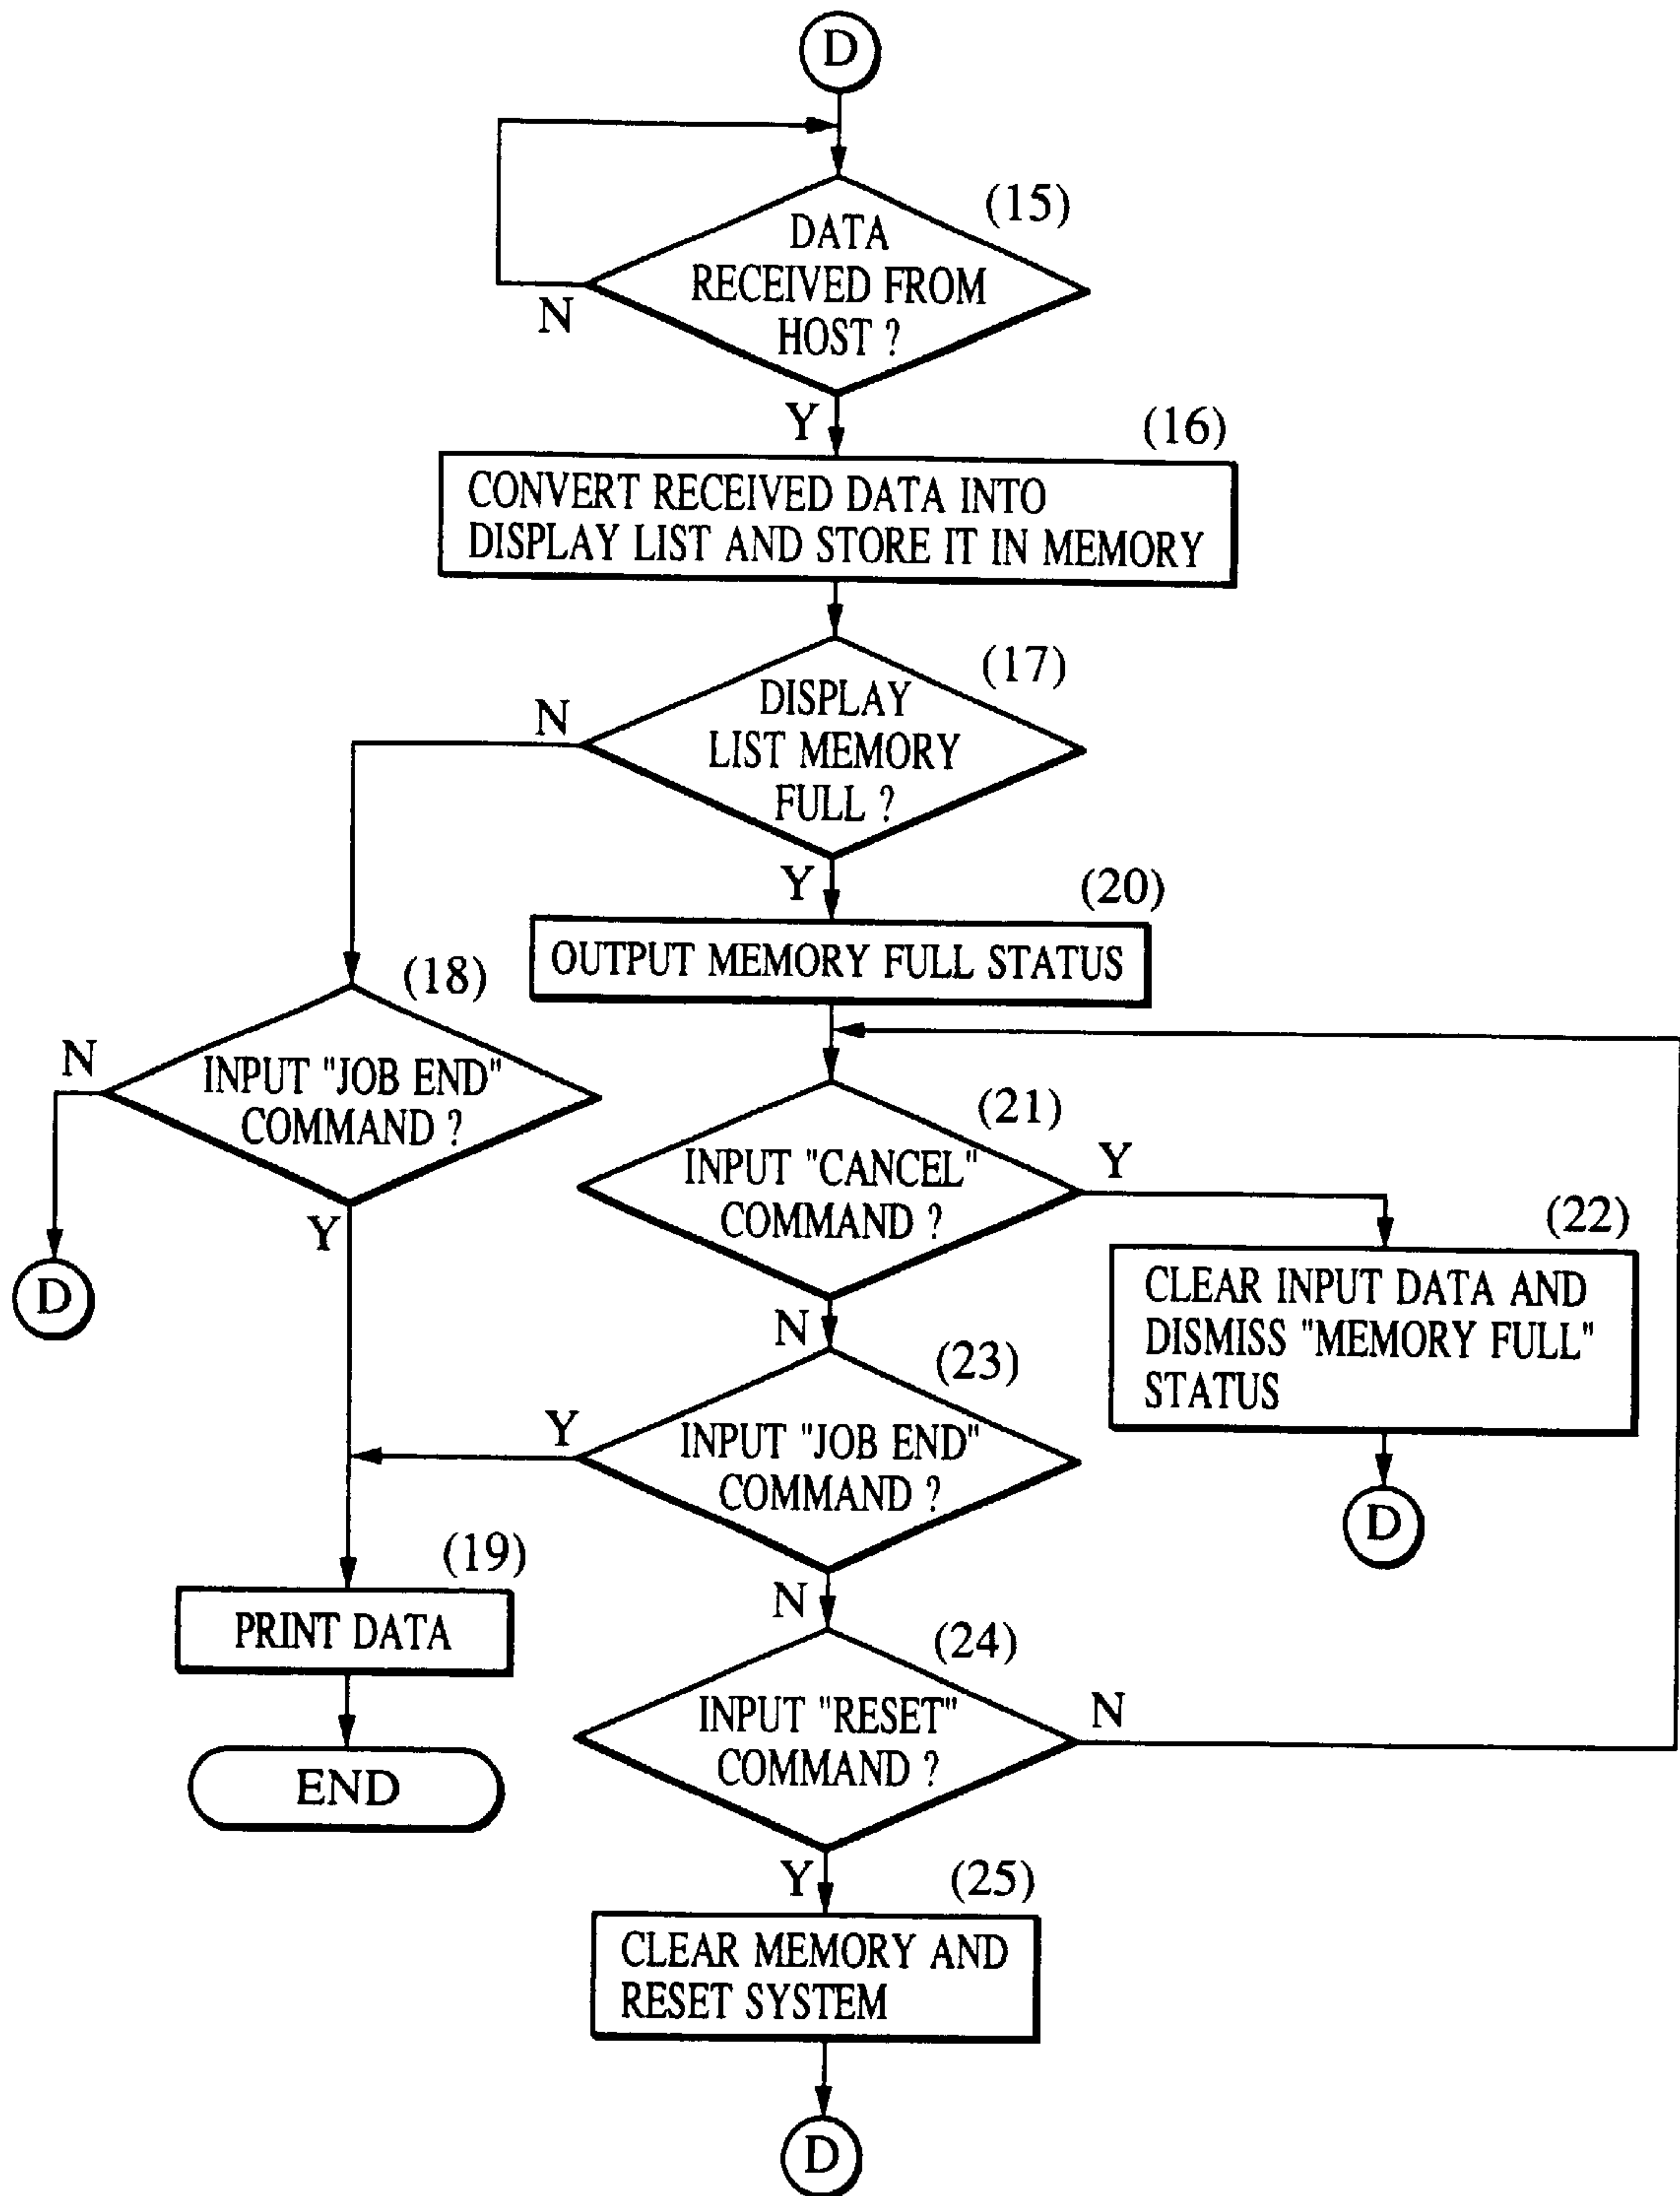 D
(15)
DATA
RECEIVED FROM
HOST ?
N
Y
(16)
CONVERT RECEIVED DATA INTO
DISPLAY LIST AND STORE IT IN MEMORY
(17)
DISPLAY
LIST MEMORY
FULL ?
N
Y
(20)
OUTPUT MEMORY FULL STATUS
(18)
INPUT "JOB END"
COMMAND ?
N
Y
D
(21)
INPUT "CANCEL"
COMMAND ?
Y
N
(22)
CLEAR INPUT DATA AND
DISMISS "MEMORY FULL"
STATUS
D
(23)
INPUT "JOB END"
COMMAND ?
Y
N
(19)
PRINT DATA
END
(24)
INPUT "RESET"
COMMAND ?
N
Y
(25)
CLEAR MEMORY AND
RESET SYSTEM
D